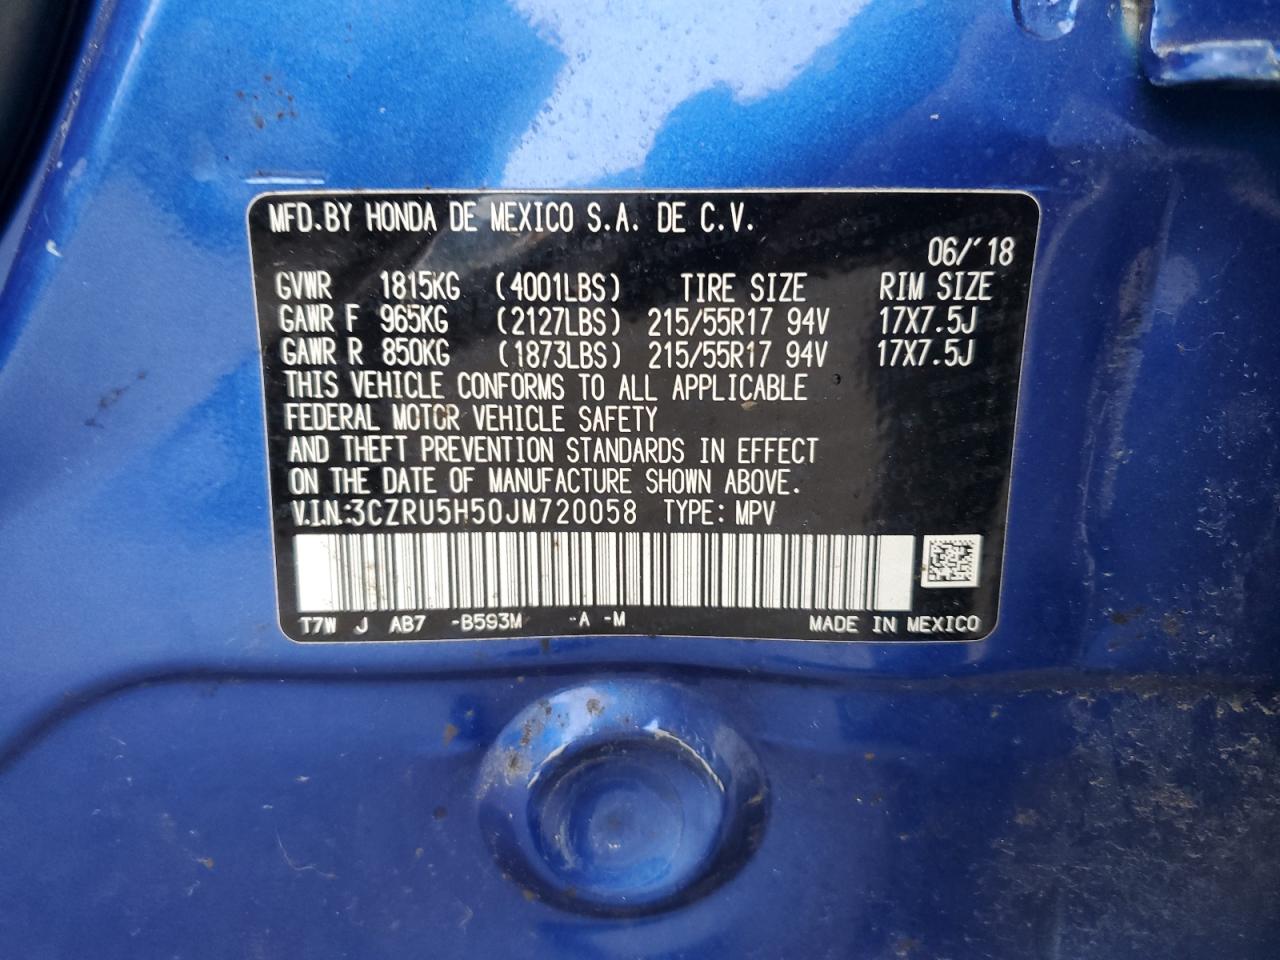 MFD.BY HONDA DE MEXICO S.A. DE C.V.
06/'18
GVWR 1815KG (4001LBS) TIRE SIZE RIM SIZE
GAWR F 965KG (2127LBS) 215/55R17 94V 17X7.5J
GAWR R 850KG (1873LBS) 215/55R17 94V 17X7.5J
THIS VEHICLE CONFORMS TO ALL APPLICABLE
FEDERAL MOTOR VEHICLE SAFETY
AND THEFT PREVENTION STANDARDS IN EFFECT
ON THE DATE OF MANUFACTURE SHOWN ABOVE.
V.I.N.:3CZRU5H50JM720058 TYPE: MPV
T7W J AB7 -B593M -A -M MADE IN MEXICO